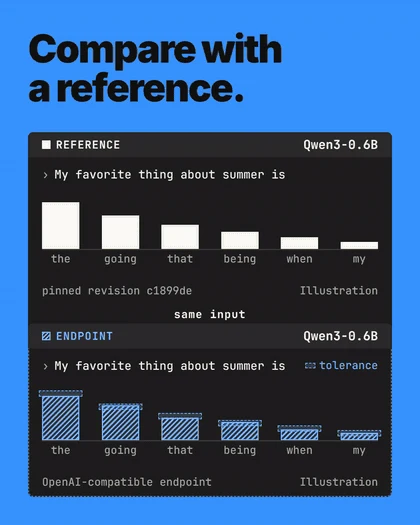 Compare with
a reference.
REFERENCE Qwen3-0.6B
› My favorite thing about summer is
the going that being when my
pinned revision c1899de Illustration
same input
ENDPOINT Qwen3-0.6B
› My favorite thing about summer is tolerance
the going that being when my
OpenAI-compatible endpoint Illustration